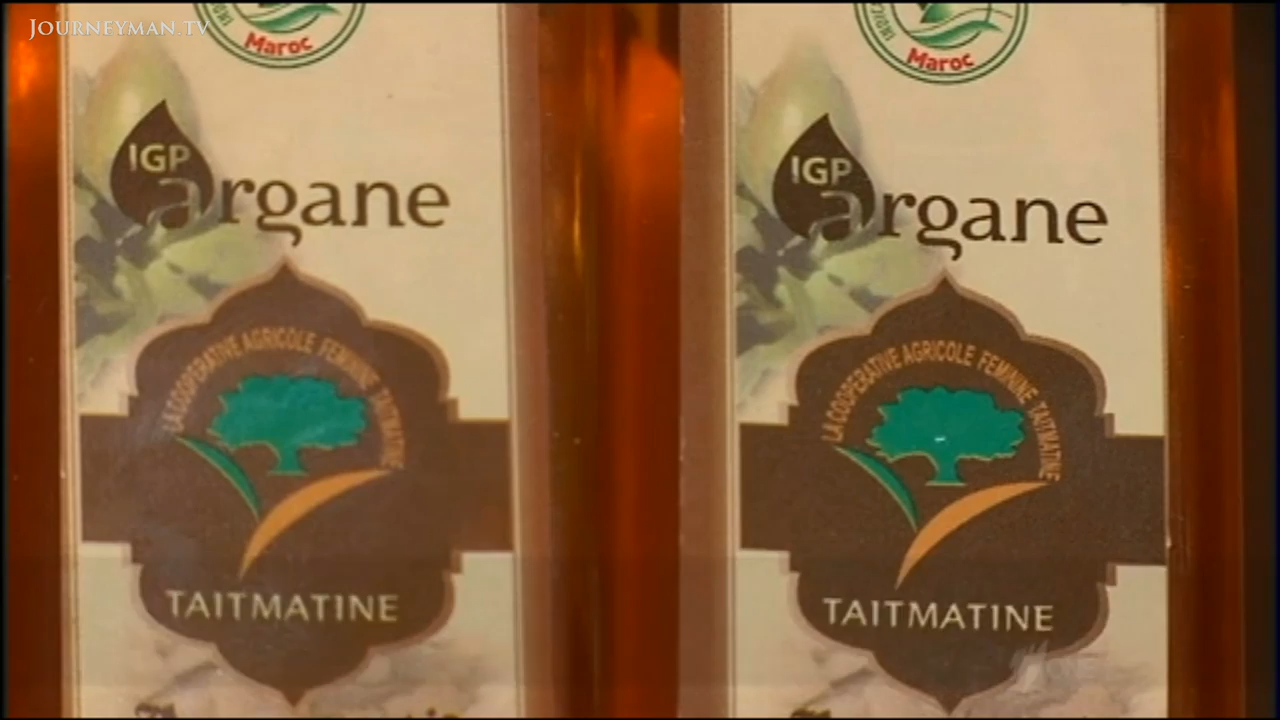 JOURNEYMAN.TV
Maroc
IGP
argane
LA COOPERATIVE AGRICOLE FEMININE TAITMATINE
TAITMATINE
Maroc
IGP
argane
LA COOPERATIVE AGRICOLE FEMININE TAITMATINE
TAITMATINE